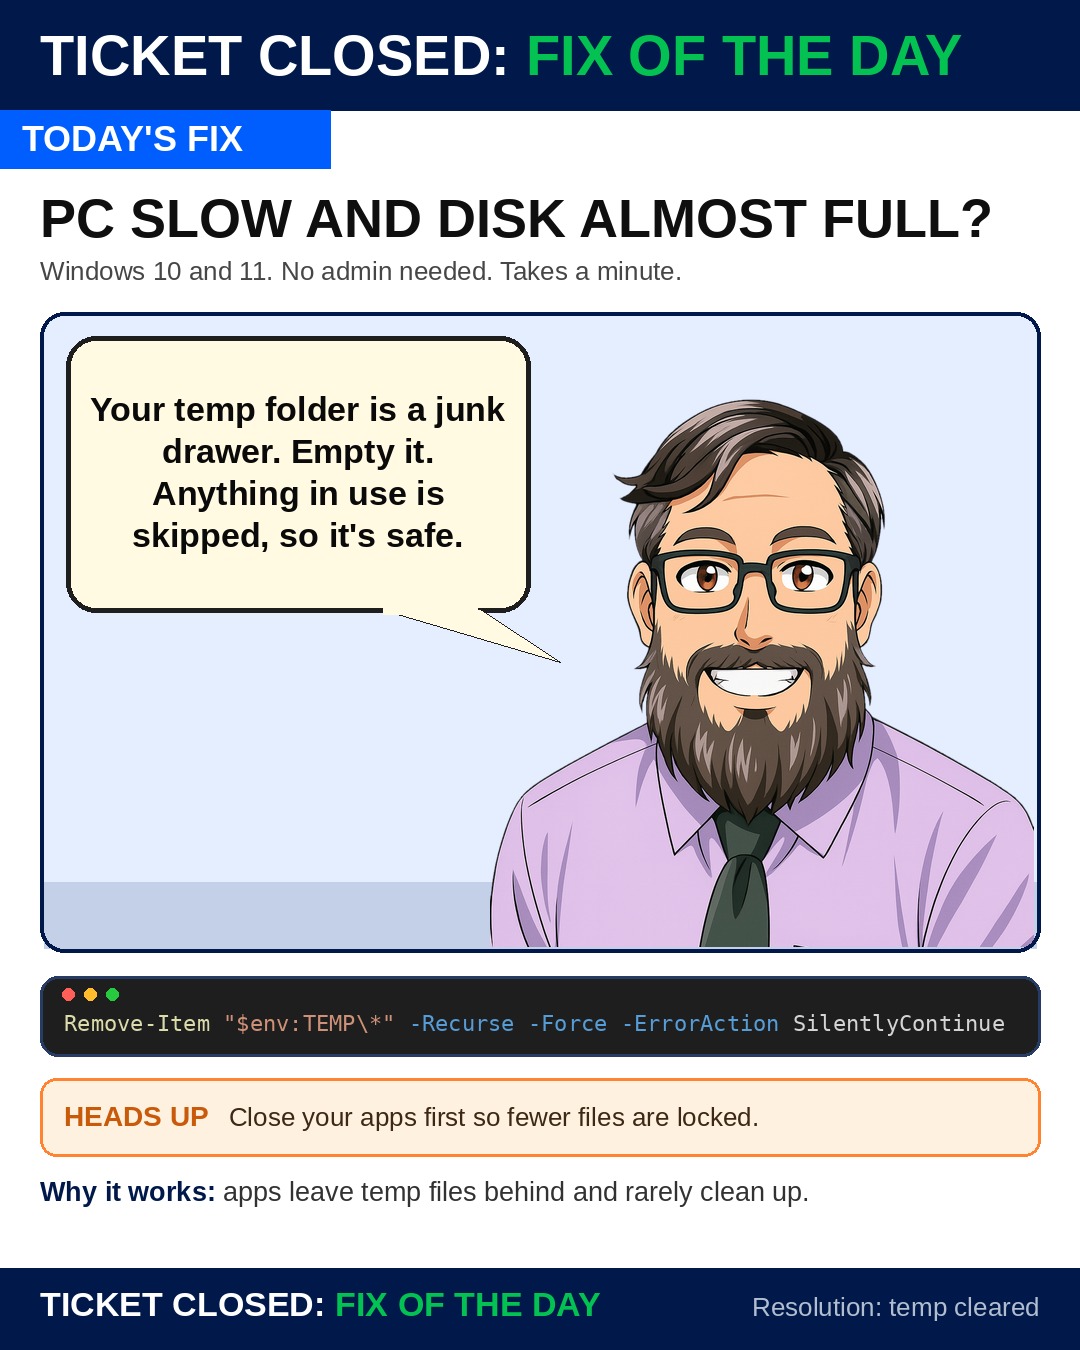 TICKET CLOSED: FIX OF THE DAY
TODAY'S FIX
PC SLOW AND DISK ALMOST FULL?
Windows 10 and 11. No admin needed. Takes a minute.
Your temp folder is a junk
drawer. Empty it.
Anything in use is
skipped, so it's safe.
Remove-Item "$env:TEMP\*" -Recurse -Force -ErrorAction SilentlyContinue
HEADS UP Close your apps first so fewer files are locked.
Why it works: apps leave temp files behind and rarely clean up.
TICKET CLOSED: FIX OF THE DAY
Resolution: temp cleared